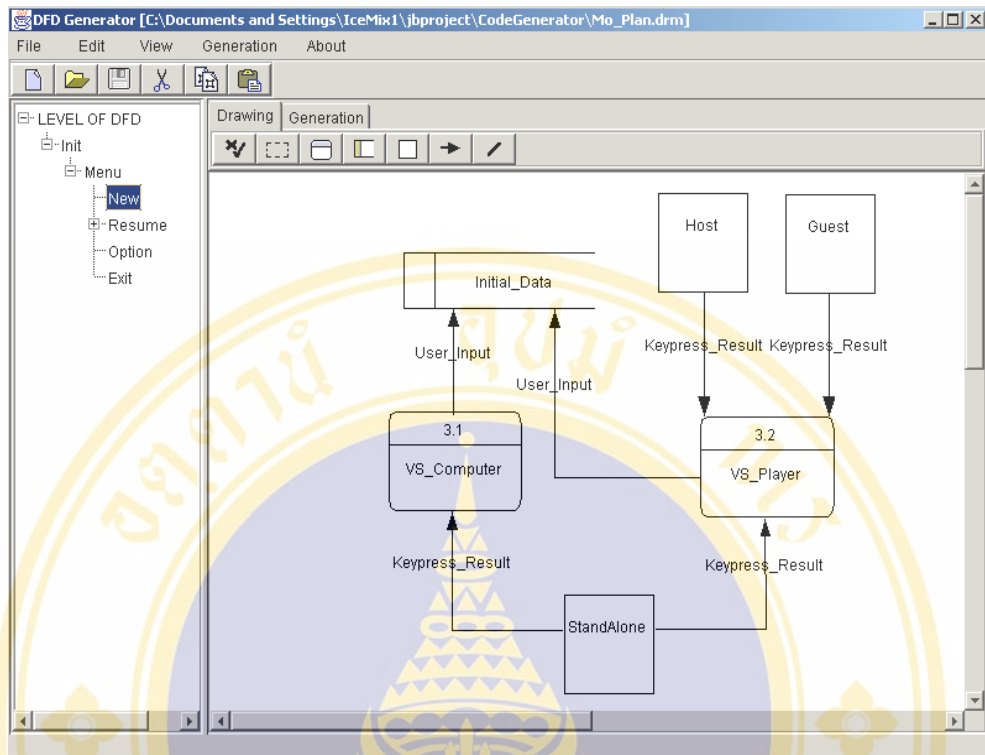 DFD Generator [C:\Documents and Settings\IceMix1\jbproject\CodeGenerator\Mo_Plan.drm]
File Edit View Generation About
LEVEL OF DFD
Init
Menu
New
Resume
Option
Exit
Drawing Generation
Host Guest
Initial_Data
Keypress_Result Keypress_Result
User_Input
User_Input
3.1
VS_Computer
3.2
VS_Player
Keypress_Result
Keypress_Result
StandAlone